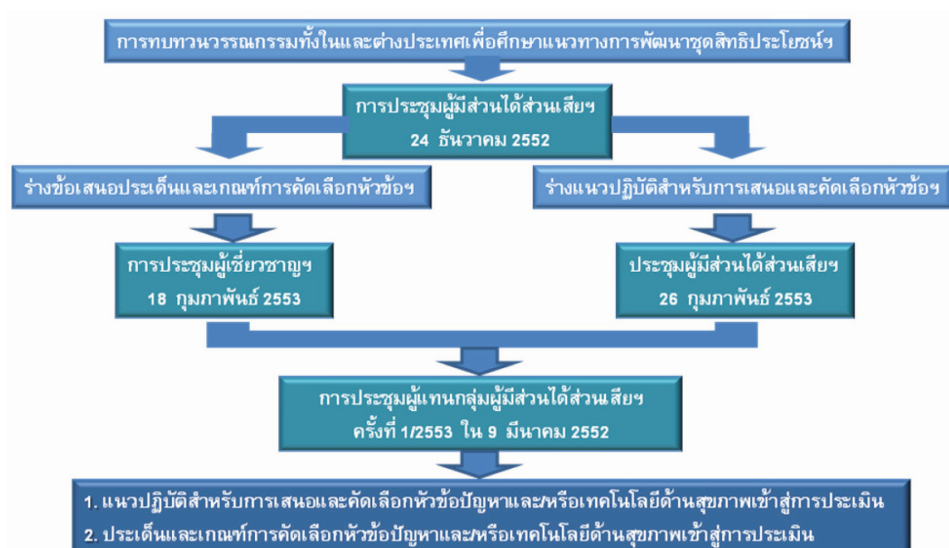 การทบทวนวรรณกรรมทั้งในและต่างประเทศเพื่อศึกษาแนวทางการพัฒนาชุดสิทธิประโยชน์ฯ
การประชุมผู้มีส่วนได้ส่วนเสียฯ
24 ธันวาคม 2552
ร่างข้อเสนอประเด็นและเกณฑ์การคัดเลือกหัวข้อฯ
ร่างแนวปฏิบัติสำหรับการเสนอและคัดเลือกหัวข้อฯ
การประชุมผู้เชี่ยวชาญฯ
18 กุมภาพันธ์ 2553
ประชุมผู้มีส่วนได้ส่วนเสียฯ
26 กุมภาพันธ์ 2553
การประชุมผู้แทนกลุ่มผู้มีส่วนได้ส่วนเสียฯ
ครั้งที่ 1/2553 ใน 9 มีนาคม 2552
1. แนวปฏิบัติสำหรับการเสนอและคัดเลือกหัวข้อปัญหาและ/หรือเทคโนโลยีด้านสุขภาพเข้าสู่การประเมิน
2. ประเด็นและเกณฑ์การคัดเลือกหัวข้อปัญหาและ/หรือเทคโนโลยีด้านสุขภาพเข้าสู่การประเมิน